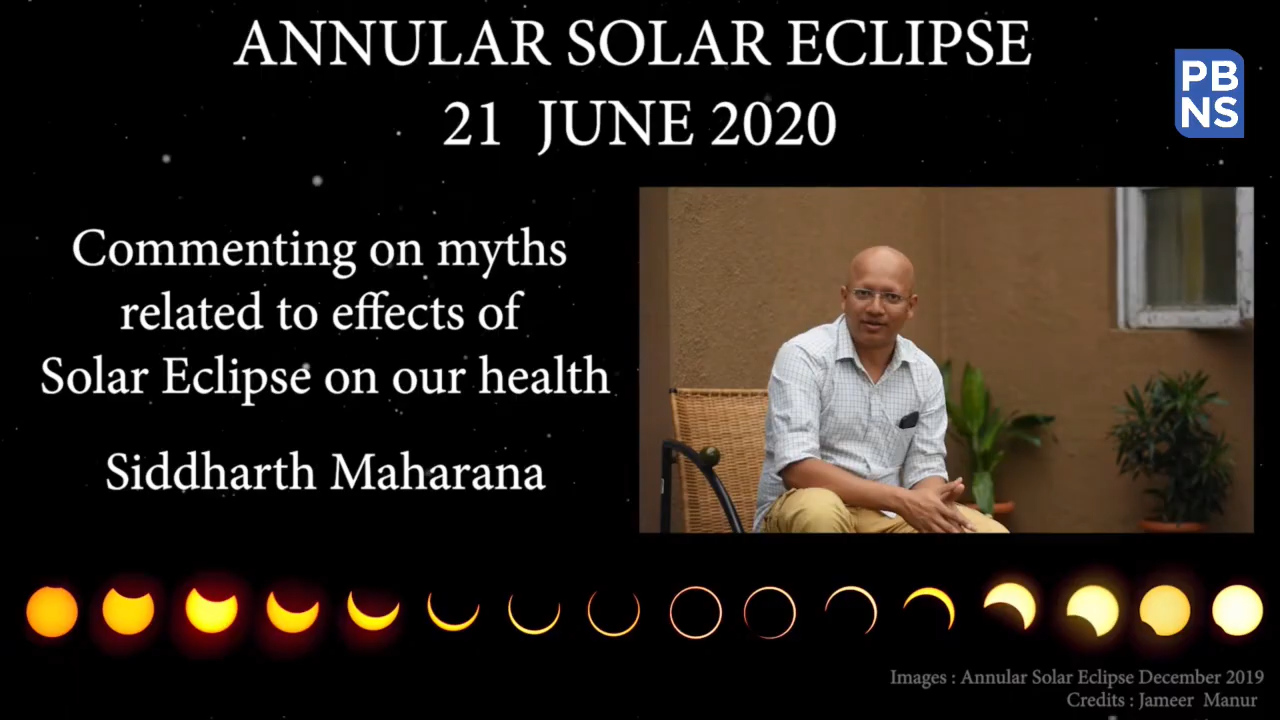 ANNULAR SOLAR ECLIPSE
21 JUNE 2020
PB
NS
Commenting on myths
related to effects of
Solar Eclipse on our health
Siddharth Maharana
Images : Annular Solar Eclipse December 2019
Credits : Jameer Manur